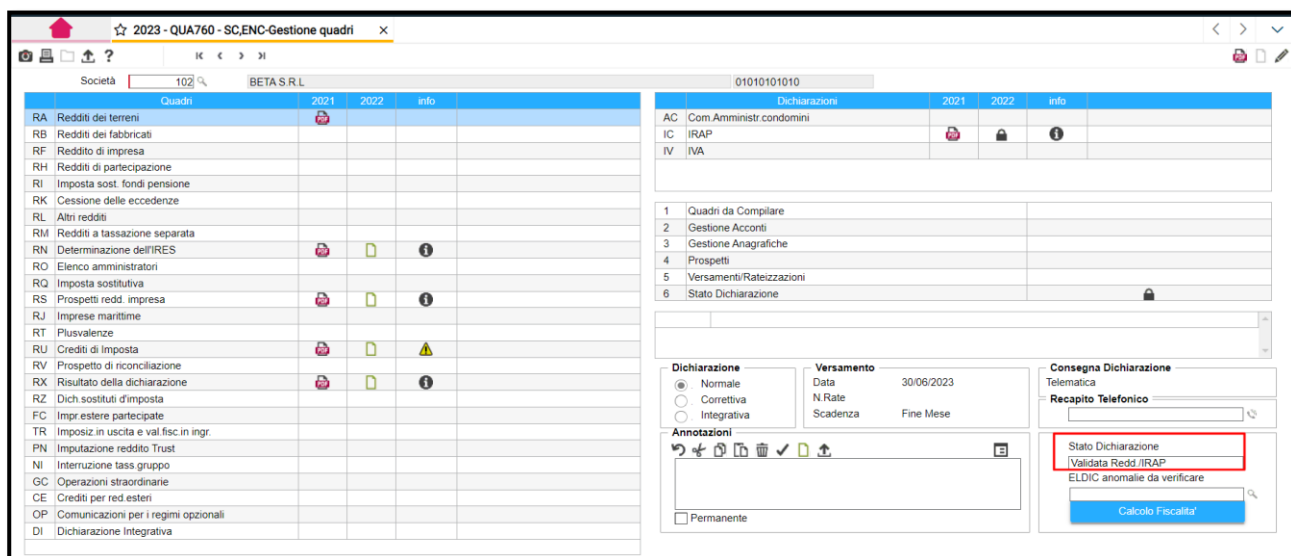 2023 - QUA760 - SC,ENC-Gestione quadri ×
Società 102 BETA S.R.L 01010101010
Quadri 2021 2022 info
RA Redditi dei terreni
RB Redditi dei fabbricati
RF Reddito di impresa
RH Redditi di partecipazione
RI Imposta sost. fondi pensione
RK Cessione delle eccedenze
RL Altri redditi
RM Redditi a tassazione separata
RN Determinazione dell'IRES
RO Elenco amministratori
RQ Imposta sostitutiva
RS Prospetti redd. impresa
RJ Imprese marittime
RT Plusvalenze
RU Crediti di Imposta
RV Prospetto di riconciliazione
RX Risultato della dichiarazione
RZ Dich.sostituti d'imposta
FC Impr.estere partecipate
TR Imposiz.in uscita e val.fisc.in ingr.
PN Imputazione reddito Trust
NI Interruzione tass.gruppo
GC Operazioni straordinarie
CE Crediti per red.esteri
OP Comunicazioni per i regimi opzionali
DI Dichiarazione Integrativa
Dichiarazioni 2021 2022 info
AC Com.Amministr.condomini
IC IRAP
IV IVA
1 Quadri da Compilare
2 Gestione Acconti
3 Gestione Anagrafiche
4 Prospetti
5 Versamenti/Rateizzazioni
6 Stato Dichiarazione
Dichiarazione
Normale
Correttiva
Integrativa
Versamento
Data 30/06/2023
N.Rate
Scadenza Fine Mese
Consegna Dichiarazione
Telematica
Recapito Telefonico
Annotazioni
Permanente
Stato Dichiarazione
Validata Redd./IRAP
ELDIC anomalie da verificare
Calcolo Fiscalita'